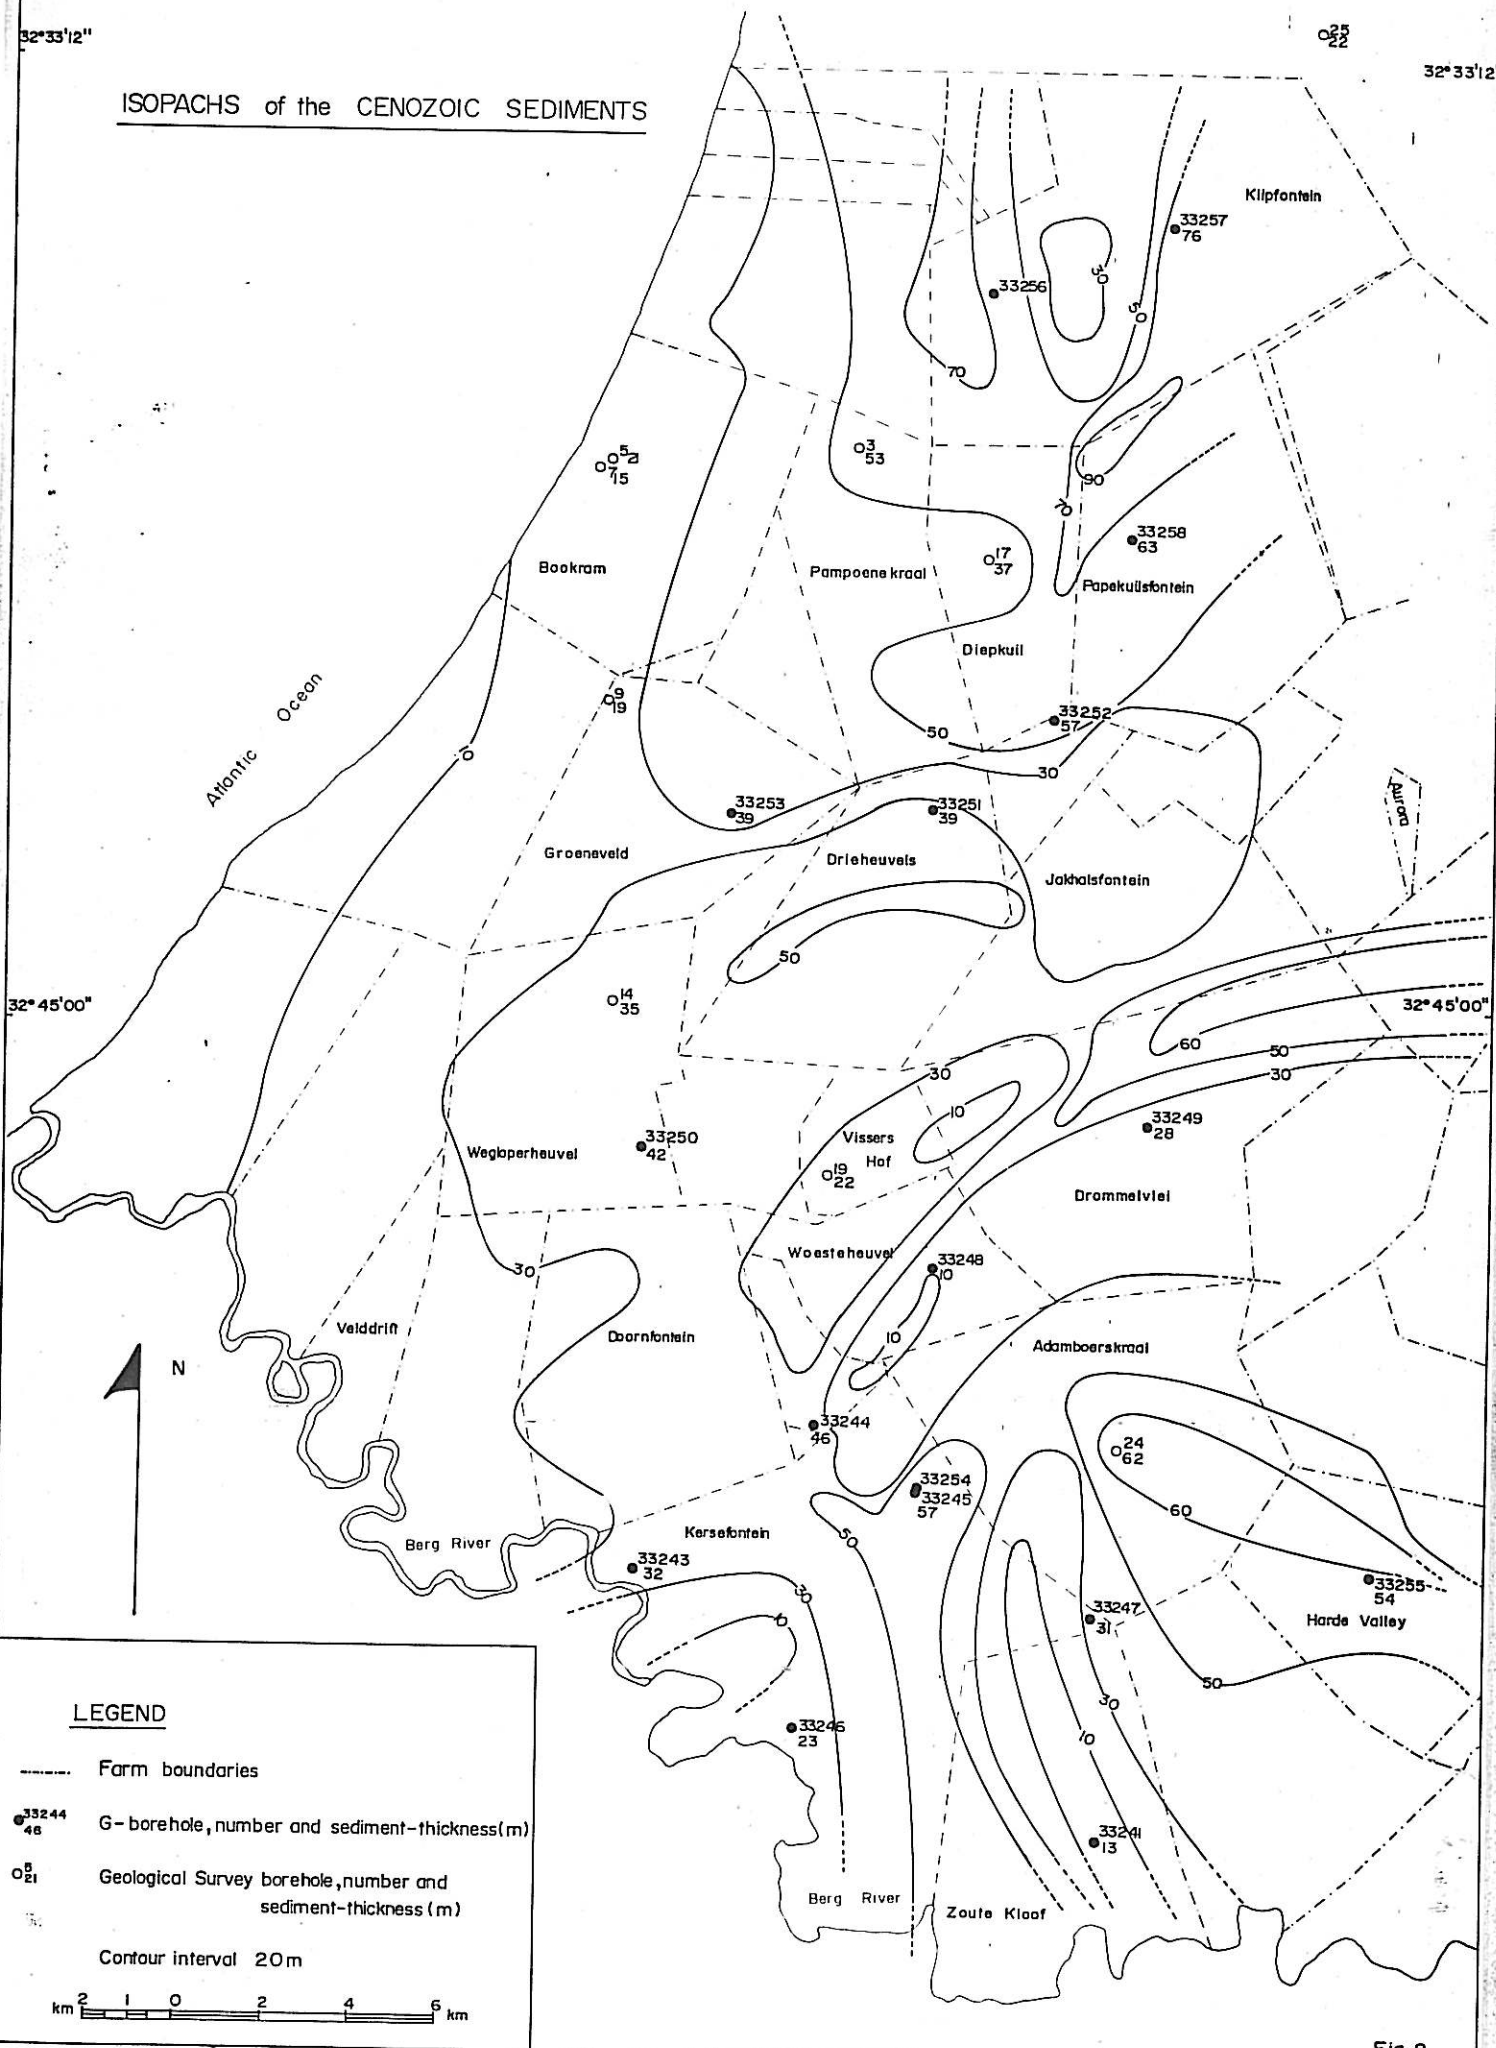 32°33'12"
25
22
32°33'12
ISOPACHS of the CENOZOIC SEDIMENTS
Klipfontein
33257
76
30
33256
50
70
3
53
5 21
7
15
90
70
33258
63
17
37
Bookram
Pampoenekraal
Papekuilsfontein
Diepkuil
Atlantic Ocean
9
19
10
33252
57
50
30
Aurora
33253
39
33251
39
Groeneveld
Drieheuvels
Jakhalsfontein
50
32°45'00"
14
35
32°45'00"
60
50
30
30
10
33249
28
33250
42
Wegloperheuvel
Vissers
Hof
19
22
Drommelvlei
Woesteheuvel
33248
10
30
Velddrift
Doornfontein
10
Adamboerskraal
N
33244
46
24
62
33254
33245
57
60
Berg River
Kersefontein
50
33243
32
30
33255
54
33247
31
Harde Valley
10
50
30
10
33246
23
33241
13
Berg River
Zoute Kloof
LEGEND
Farm boundaries
33244
46
G-borehole, number and sediment-thickness(m)
5
21
Geological Survey borehole, number and
sediment-thickness (m)
Contour interval 20m
km 2 1 0 2 4 6 km